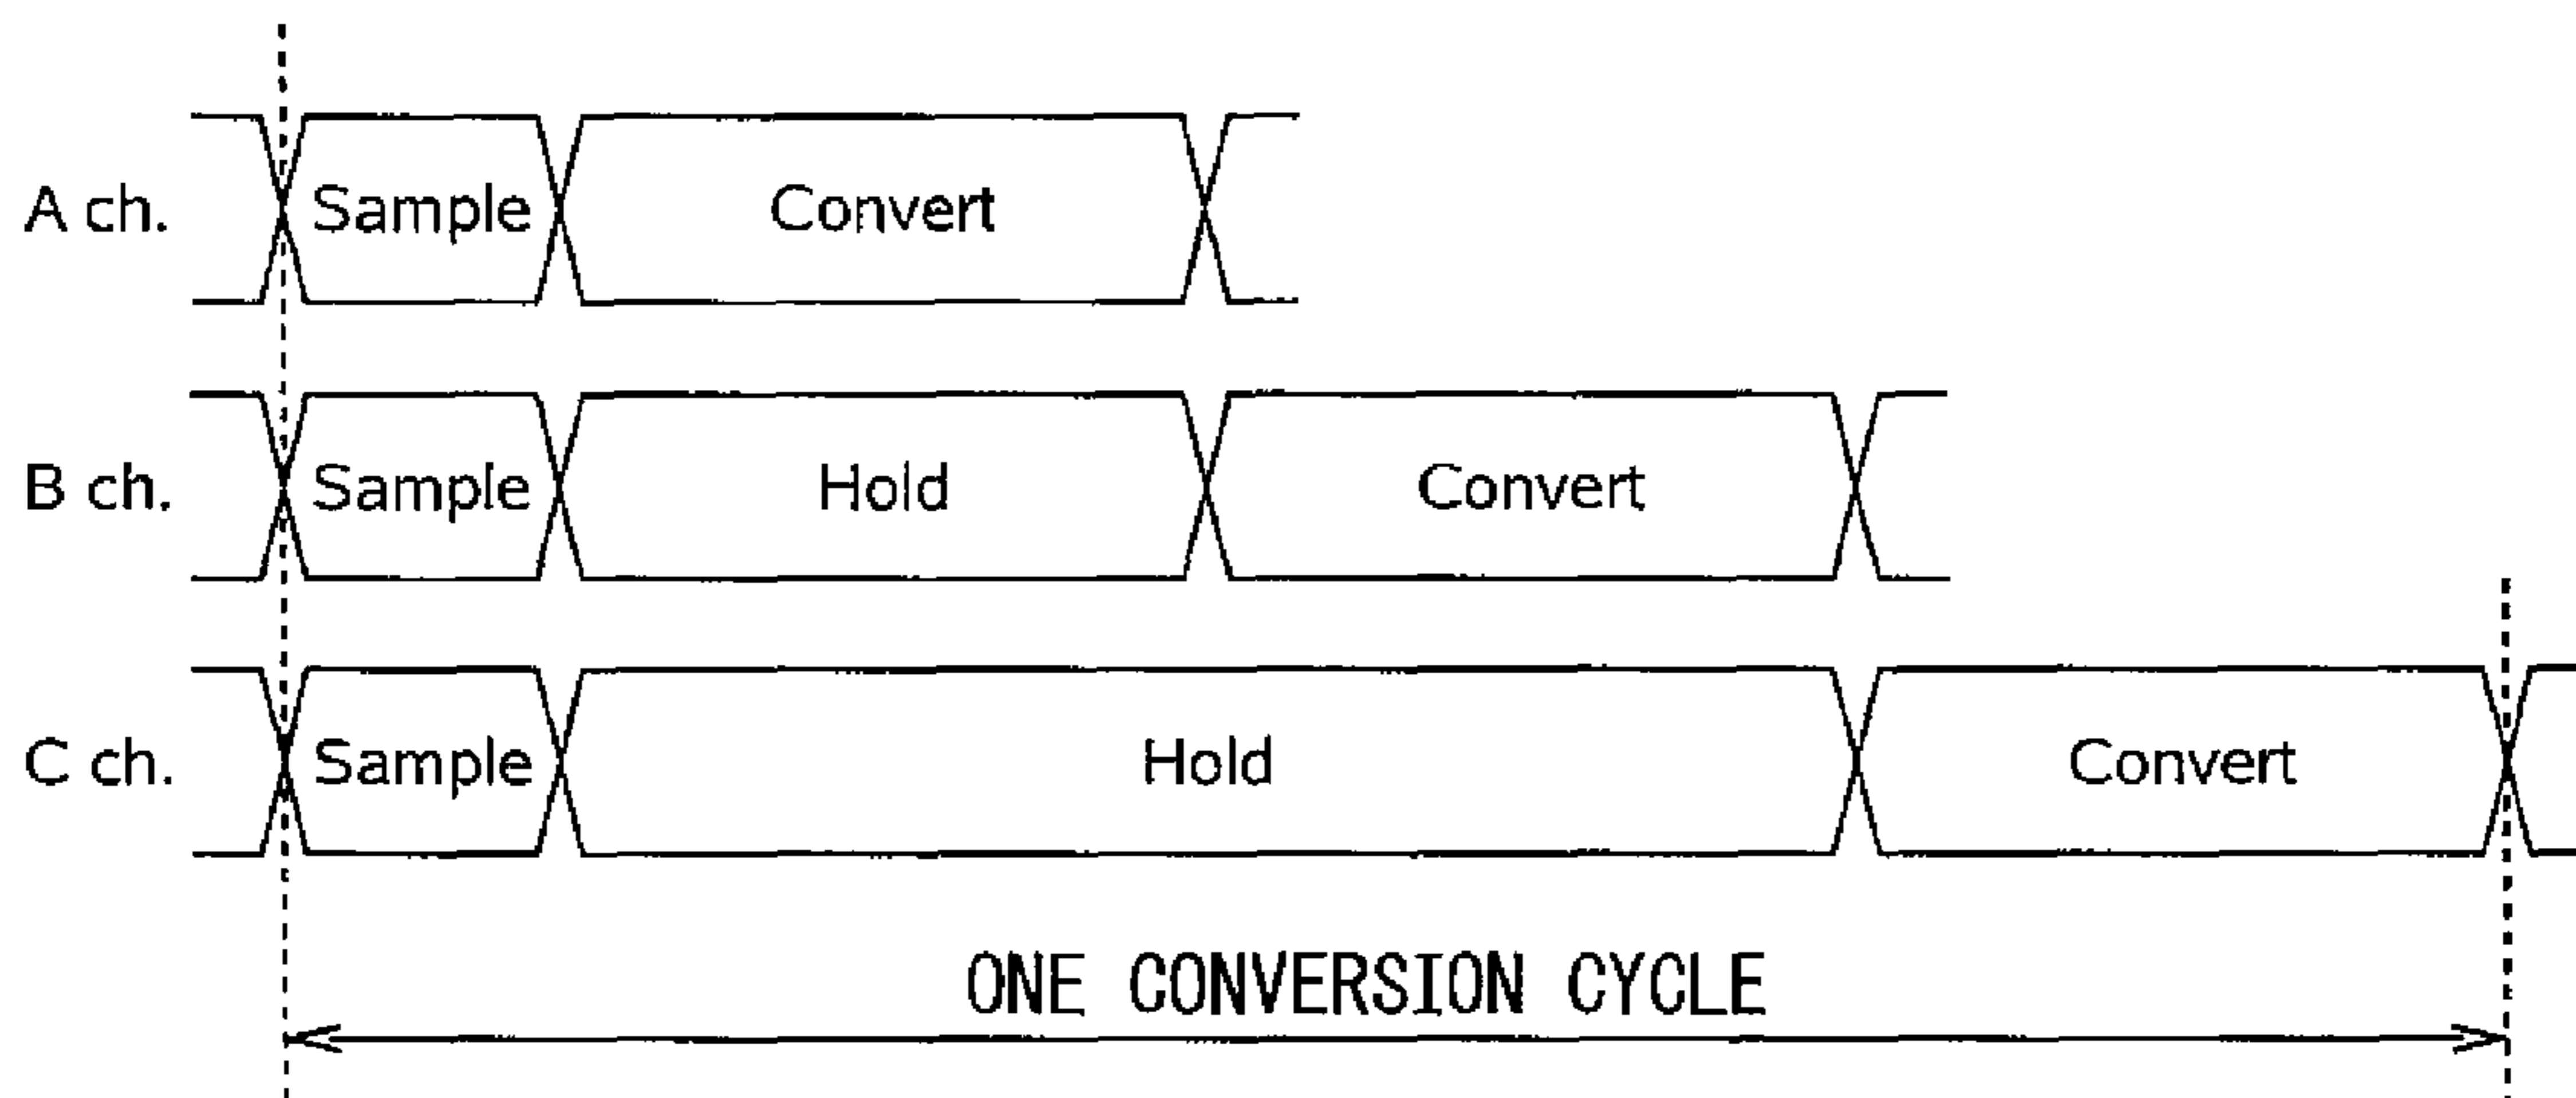 A ch. Sample Convert
B ch. Sample Hold Convert
C ch. Sample Hold Convert
ONE CONVERSION CYCLE